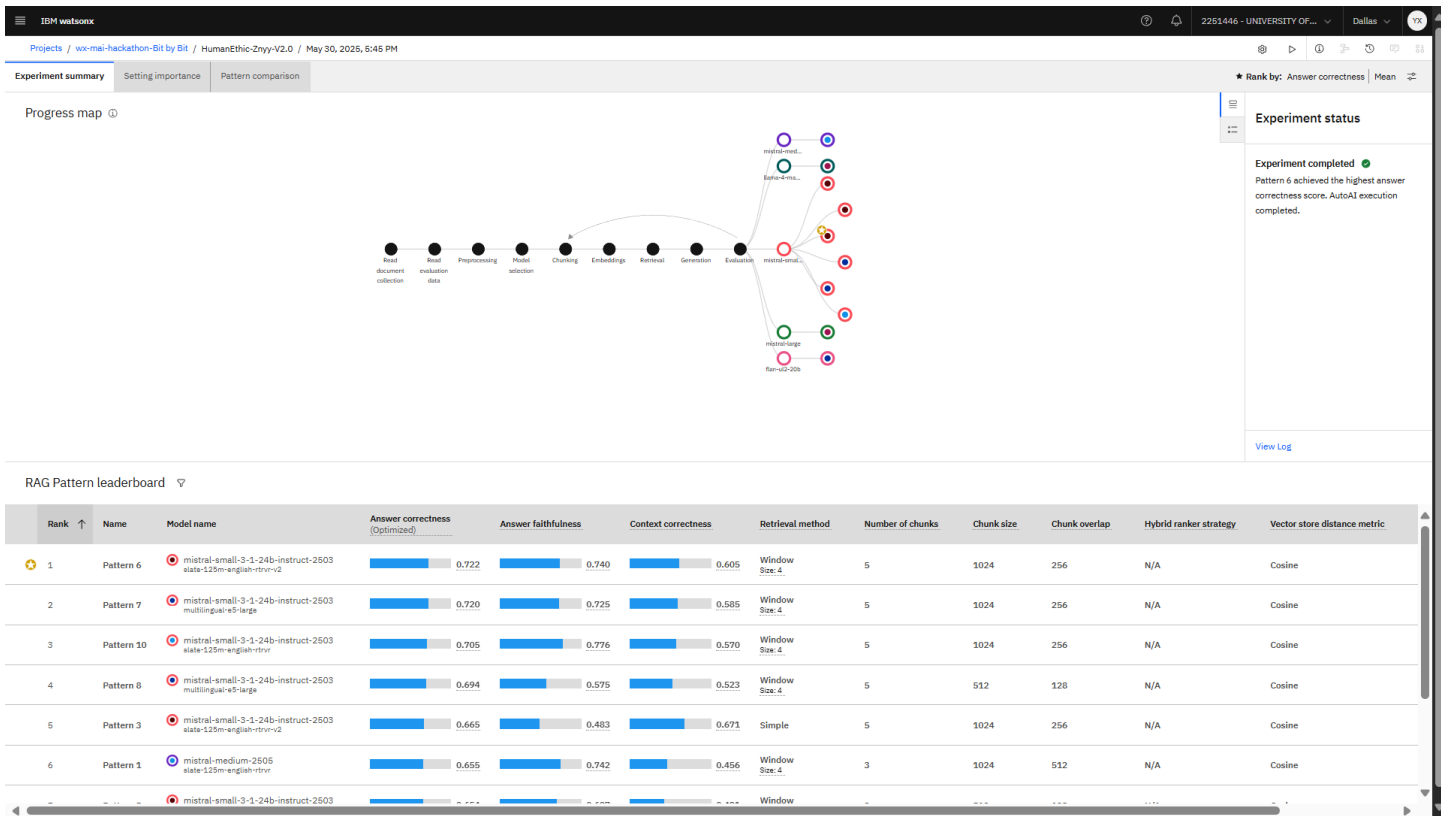 IBM watsonx
2251446 - UNIVERSITY OF...
Dallas
YX
Projects / wx-mai-hackathon-Bit by Bit / HumanEthic-Znyy-V2.0 / May 30, 2025, 5:45 PM
Experiment summary
Setting importance
Pattern comparison
★ Rank by: Answer correctness | Mean
Progress map
Experiment status
Experiment completed
Pattern 6 achieved the highest answer
correctness score. AutoAI execution
completed.
View Log
mistral-med...
llama-4-ma...
Read
document
collection
Read
evaluation
data
Preprocessing
Model
selection
Chunking
Embeddings
Retrieval
Generation
Evaluation
mistral-smal...
mistral-large
flan-ul2-20b
RAG Pattern leaderboard
Rank ↑ Name Model name Answer correctness (Optimized) Answer faithfulness Context correctness Retrieval method Number of chunks Chunk size Chunk overlap Hybrid ranker strategy Vector store distance metric
1 Pattern 6 mistral-small-3-1-24b-instruct-2503 0.722 0.740 0.605 Window 5 1024 256 N/A Cosine
slate-125m-english-rtrvr-v2 Size: 4
2 Pattern 7 mistral-small-3-1-24b-instruct-2503 0.720 0.725 0.585 Window 5 1024 256 N/A Cosine
multilingual-e5-large Size: 4
3 Pattern 10 mistral-small-3-1-24b-instruct-2503 0.705 0.776 0.570 Window 5 1024 256 N/A Cosine
slate-125m-english-rtrvr Size: 4
4 Pattern 8 mistral-small-3-1-24b-instruct-2503 0.694 0.575 0.523 Window 5 512 128 N/A Cosine
multilingual-e5-large Size: 4
5 Pattern 3 mistral-small-3-1-24b-instruct-2503 0.665 0.483 0.671 Simple 5 1024 256 N/A Cosine
slate-125m-english-rtrvr-v2
6 Pattern 1 mistral-medium-2505 0.655 0.742 0.456 Window 3 1024 512 N/A Cosine
slate-125m-english-rtrvr Size: 4
mistral-small-3-1-24b-instruct-2503 Window